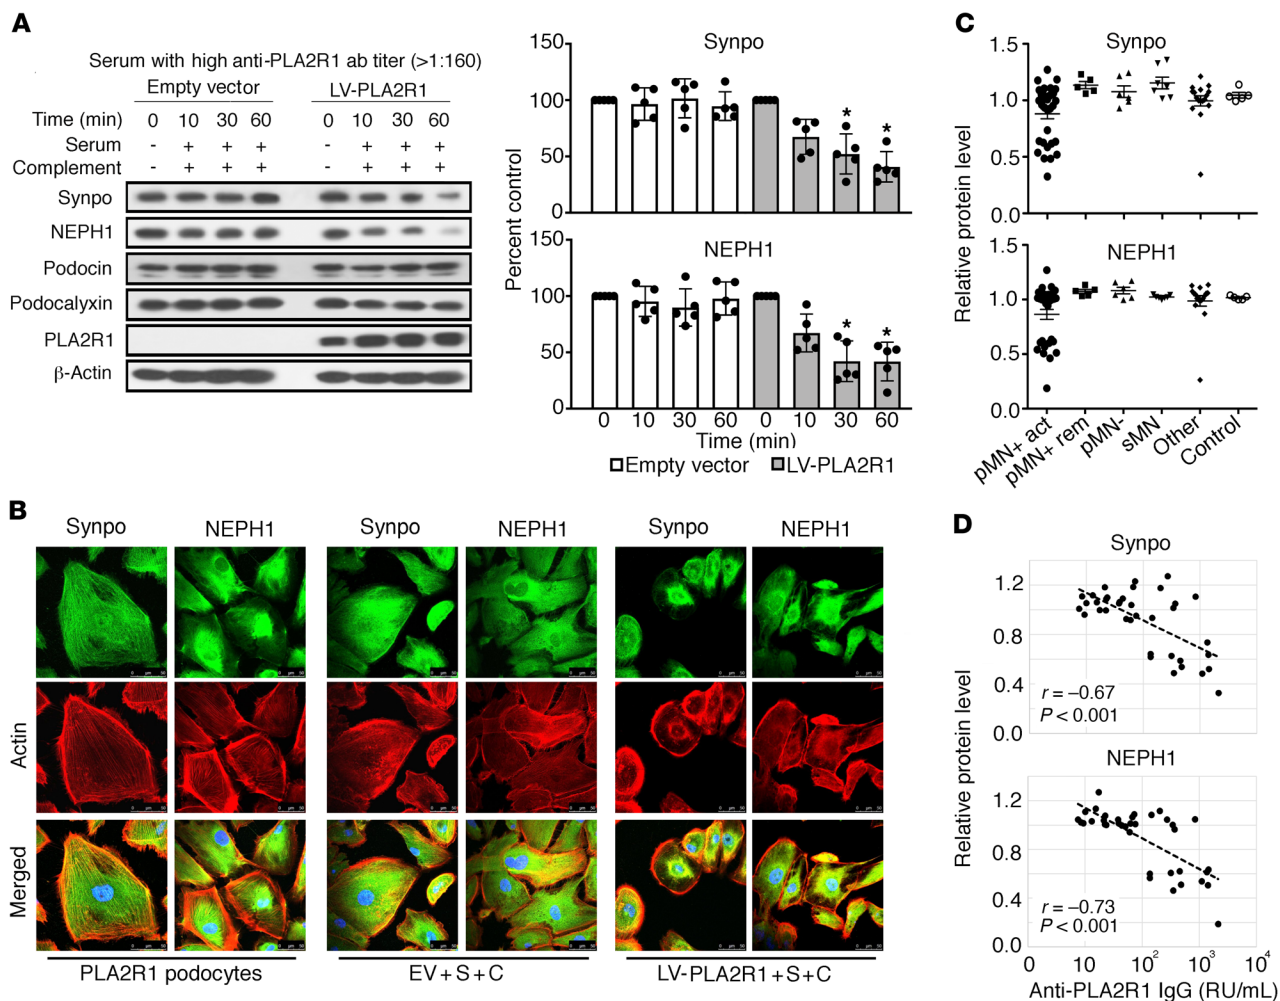 A
Serum with high anti-PLA2R1 ab titer (>1:160)
Empty vector LV-PLA2R1
Time (min) 0 10 30 60 0 10 30 60
Serum - + + + - + + +
Complement - + + + - + + +
Synpo
NEPH1
Podocin
Podocalyxin
PLA2R1
β-Actin
Percent control
Synpo
150
100
50
0
* *
NEPH1
150
100
50
0
* *
0 10 30 60 0 10 30 60
Time (min)
Empty vector LV-PLA2R1
C
Relative protein level
Synpo
1.5
1.0
0.0
NEPH1
1.5
1.0
0.5
0.0
pMN+ act pMN+ rem pMN- sMN Other Control
B
Synpo NEPH1 Synpo NEPH1 Synpo NEPH1
Actin
Merged
PLA2R1 podocytes EV + S + C LV-PLA2R1 + S + C
D
Relative protein level
Synpo
1.2
0.8
0.4
0.0
r = –0.67
P < 0.001
NEPH1
1.2
0.8
0.4
0.0
r = –0.73
P < 0.001
0 10 10² 10³ 10⁴
Anti-PLA2R1 IgG (RU/mL)